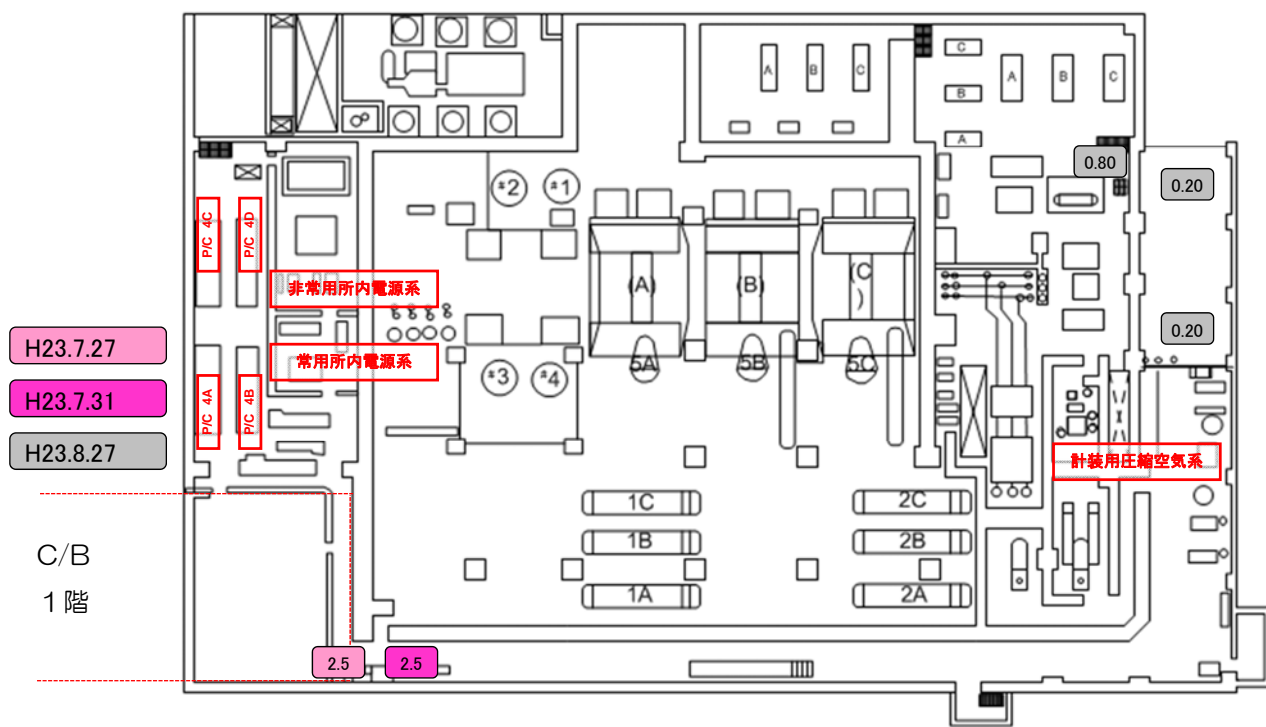 A
B
C
C
B
A
A
B
C
0.80
0.20
0.20
#2
#1
P/C 4C
P/C 4D
(A)
(B)
(C
)
非常用所内電源系
常用所内電源系
H23.7.27
H23.7.31
H23.8.27
P/C 4A
P/C 4B
#3
#4
5A
5B
5C
計装用圧縮空気系
1C
1B
1A
2C
2B
2A
C/B
1階
2.5
2.5